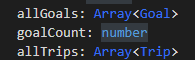 allGoals: Array<Goal>
goalCount: number
allTrips: Array<Trip>